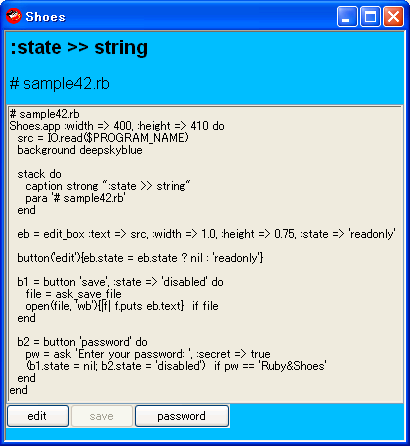 Shoes
:state >> string
# sample42.rb
# sample42.rb
Shoes.app :width => 400, :height => 410 do
  src = IO.read($PROGRAM_NAME)
  background deepskyblue

  stack do
    caption strong ":state >> string"
    para '# sample42.rb'
  end

  eb = edit_box :text => src, :width => 1.0, :height => 0.75, :state => 'readonly'

  button('edit'){eb.state = eb.state ? nil : 'readonly'}

  b1 = button 'save', :state => 'disabled' do
    file = ask_save_file
    open(file, 'wb'){|f| f.puts eb.text}  if file
  end

  b2 = button 'password' do
    pw = ask 'Enter your password: ', :secret => true
    (b1.state = nil; b2.state = 'disabled')  if pw == 'Ruby&Shoes'
  end
end
edit save password